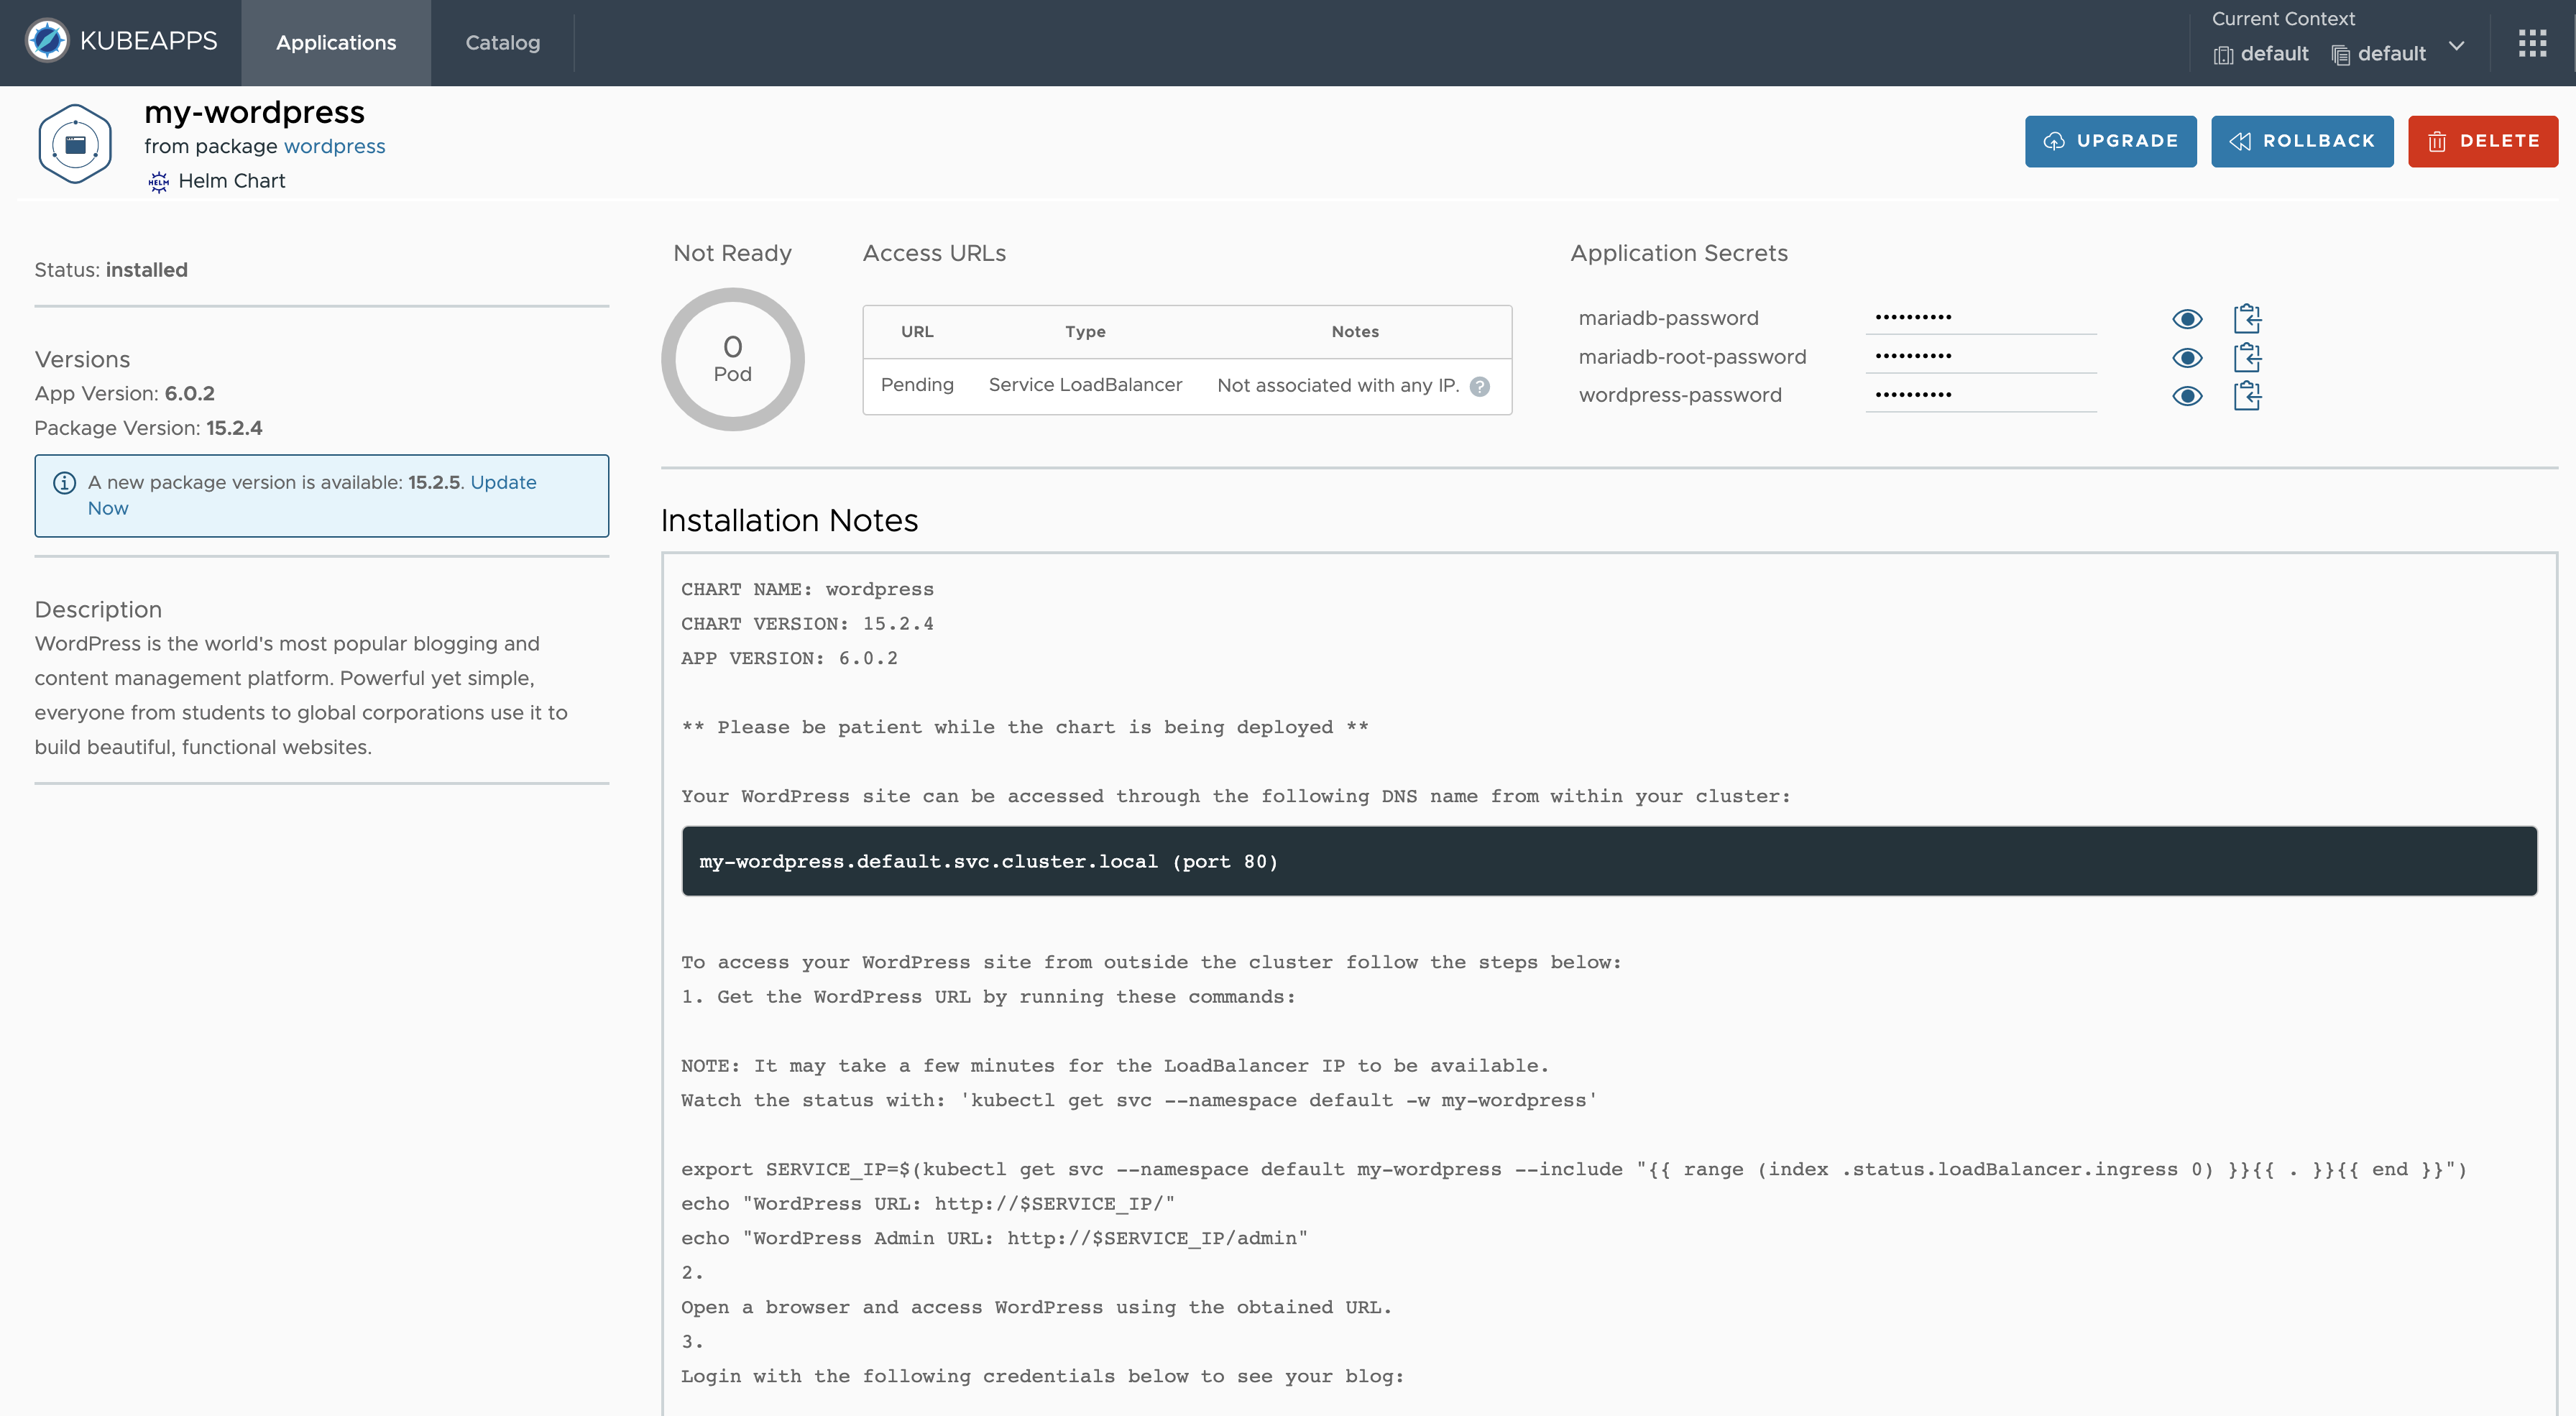 KUBEAPPS
Applications
Catalog
Current Context
default default
my-wordpress
from package wordpress
HELM Helm Chart
UPGRADE
ROLLBACK
DELETE
Status: installed
Versions
App Version: 6.0.2
Package Version: 15.2.4
A new package version is available: 15.2.5. Update
Now
Description
WordPress is the world's most popular blogging and
content management platform. Powerful yet simple,
everyone from students to global corporations use it to
build beautiful, functional websites.
Not Ready
0
Pod
Access URLs
URL Type Notes
Pending Service LoadBalancer Not associated with any IP. ?
Application Secrets
mariadb-password ••••••••••
mariadb-root-password ••••••••••
wordpress-password ••••••••••
Installation Notes
CHART NAME: wordpress
CHART VERSION: 15.2.4
APP VERSION: 6.0.2
** Please be patient while the chart is being deployed **
Your WordPress site can be accessed through the following DNS name from within your cluster:
my-wordpress.default.svc.cluster.local (port 80)
To access your WordPress site from outside the cluster follow the steps below:
1. Get the WordPress URL by running these commands:
NOTE: It may take a few minutes for the LoadBalancer IP to be available.
Watch the status with: 'kubectl get svc --namespace default -w my-wordpress'
export SERVICE_IP=$(kubectl get svc --namespace default my-wordpress --include "{{ range (index .status.loadBalancer.ingress 0) }}{{ . }}{{ end }}")
echo "WordPress URL: http://$SERVICE_IP/"
echo "WordPress Admin URL: http://$SERVICE_IP/admin"
2.
Open a browser and access WordPress using the obtained URL.
3.
Login with the following credentials below to see your blog: